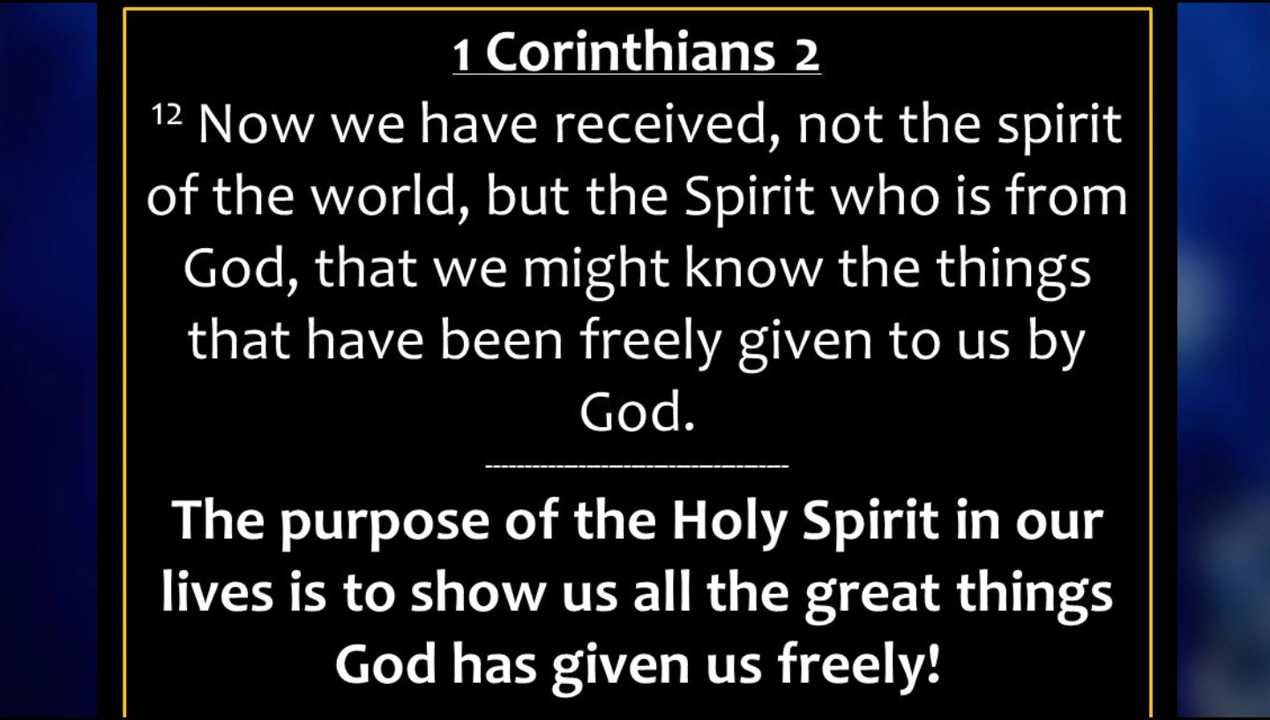 1 Corinthians 2
12 Now we have received, not the spirit
of the world, but the Spirit who is from
God, that we might know the things
that have been freely given to us by
God.
---------------------------------------
The purpose of the Holy Spirit in our
lives is to show us all the great things
God has given us freely!